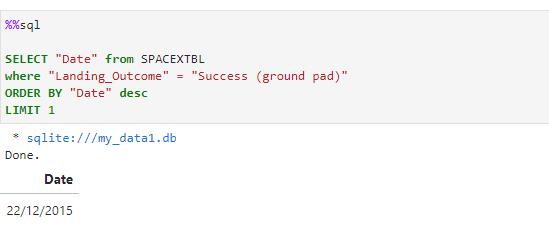 %%sql
SELECT "Date" from SPACEXTBL
where "Landing_Outcome" = "Success (ground pad)"
ORDER BY "Date" desc
LIMIT 1
* sqlite:///my_data1.db
Done.
Date
22/12/2015